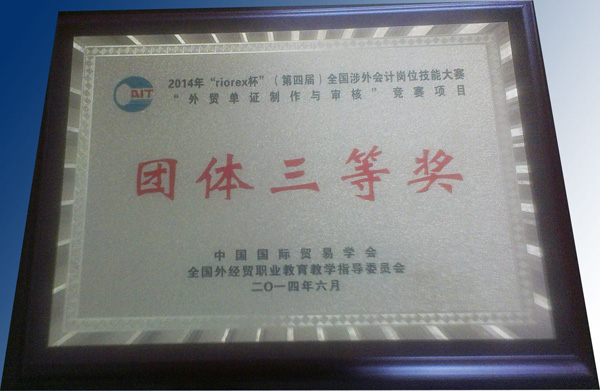 AIT
2014年“riorex杯”（第四届）全国涉外会计岗位技能大赛
“外贸单证制作与审核”竞赛项目
团体三等奖
中国国际贸易学会
全国外经贸职业教育教学指导委员会
二〇一四年六月